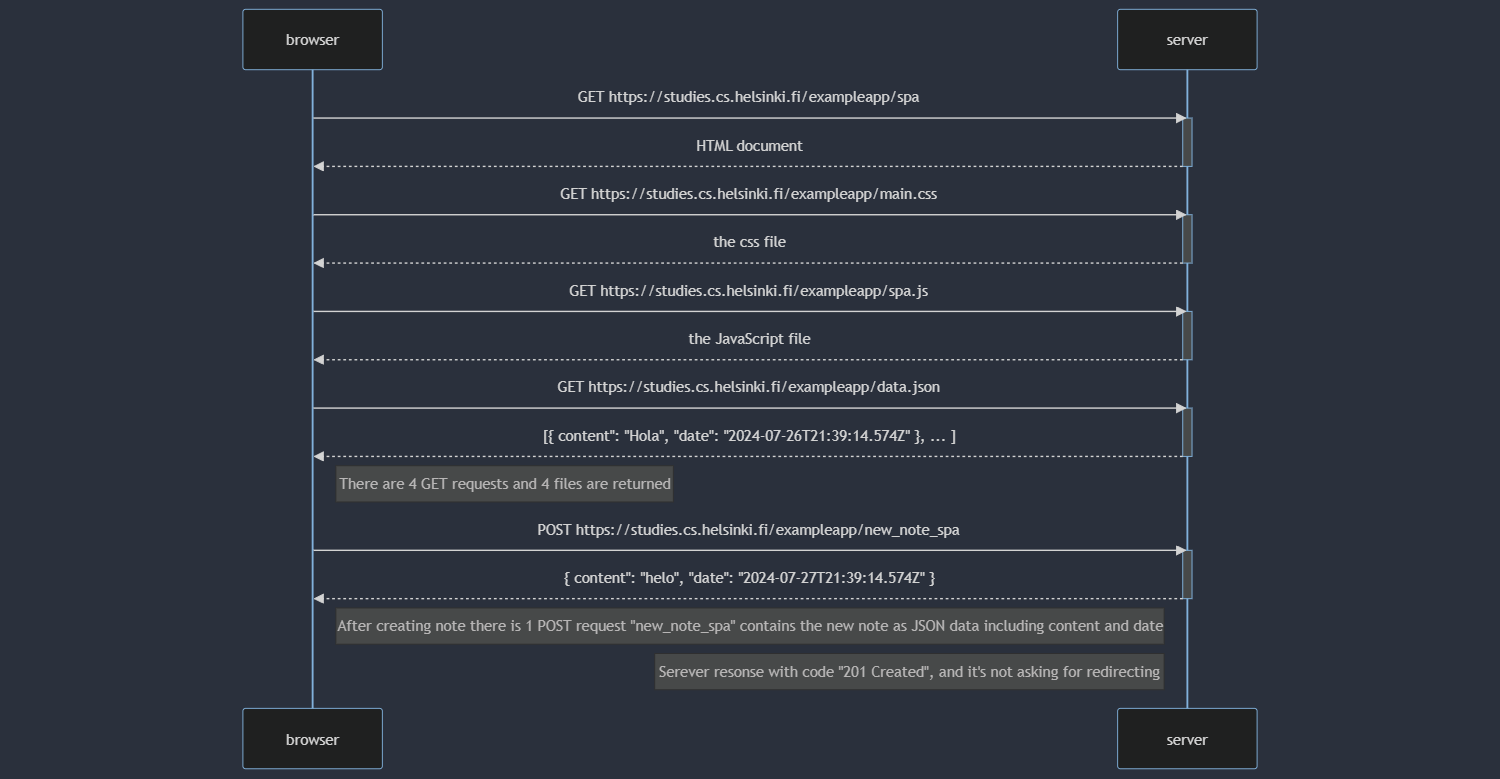 browser
server
GET https://studies.cs.helsinki.fi/exampleapp/spa
HTML document
GET https://studies.cs.helsinki.fi/exampleapp/main.css
the css file
GET https://studies.cs.helsinki.fi/exampleapp/spa.js
the JavaScript file
GET https://studies.cs.helsinki.fi/exampleapp/data.json
[{ content": "Hola", "date": "2024-07-26T21:39:14.574Z" }, ... ]
There are 4 GET requests and 4 files are returned
POST https://studies.cs.helsinki.fi/exampleapp/new_note_spa
{ content": "helo", "date": "2024-07-27T21:39:14.574Z" }
After creating note there is 1 POST request "new_note_spa" contains the new note as JSON data including content and date
Serever resonse with code "201 Created", and it's not asking for redirecting
browser
server